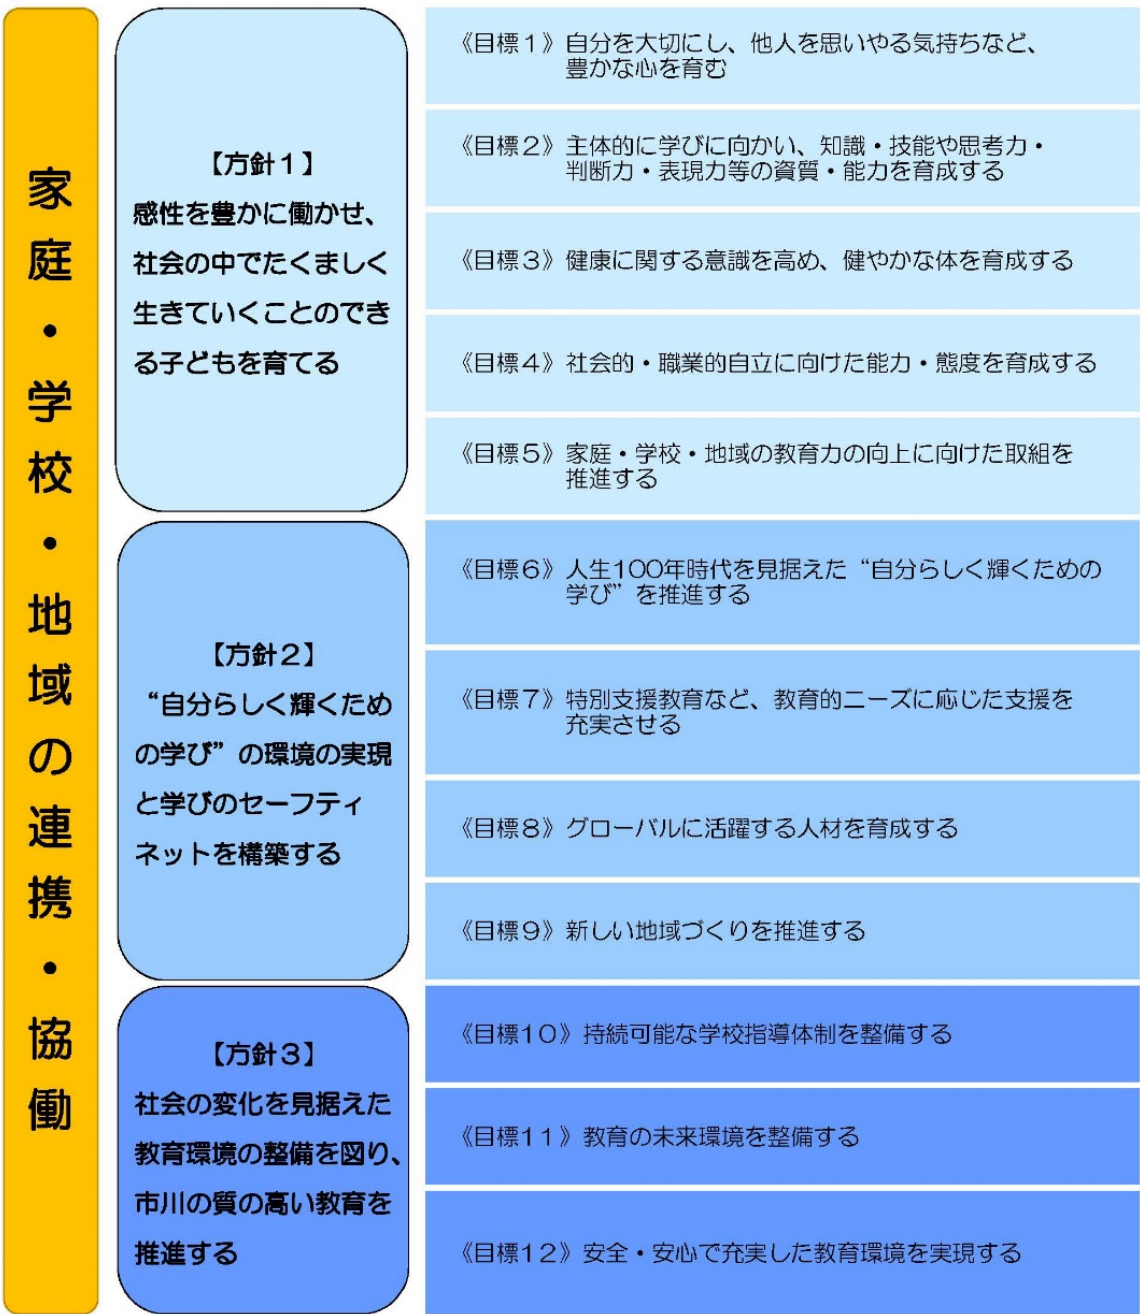 家庭・学校・地域の連携・協働
【方針1】
感性を豊かに働かせ、
社会の中でたくましく
生きていくことのでき
る子どもを育てる
《目標1》自分を大切にし、他人を思いやる気持ちなど、
豊かな心を育む
《目標2》主体的に学びに向かい、知識・技能や思考力・
判断力・表現力等の資質・能力を育成する
《目標3》健康に関する意識を高め、健やかな体を育成する
《目標4》社会的・職業的自立に向けた能力・態度を育成する
《目標5》家庭・学校・地域の教育力の向上に向けた取組を
推進する
【方針2】
“自分らしく輝くため
の学び”の環境の実現
と学びのセーフティ
ネットを構築する
《目標6》人生100年時代を見据えた“自分らしく輝くための
学び”を推進する
《目標7》特別支援教育など、教育的ニーズに応じた支援を
充実させる
《目標8》グローバルに活躍する人材を育成する
《目標9》新しい地域づくりを推進する
【方針3】
社会の変化を見据えた
教育環境の整備を図り、
市川の質の高い教育を
推進する
《目標10》持続可能な学校指導体制を整備する
《目標11》教育の未来環境を整備する
《目標12》安全・安心で充実した教育環境を実現する